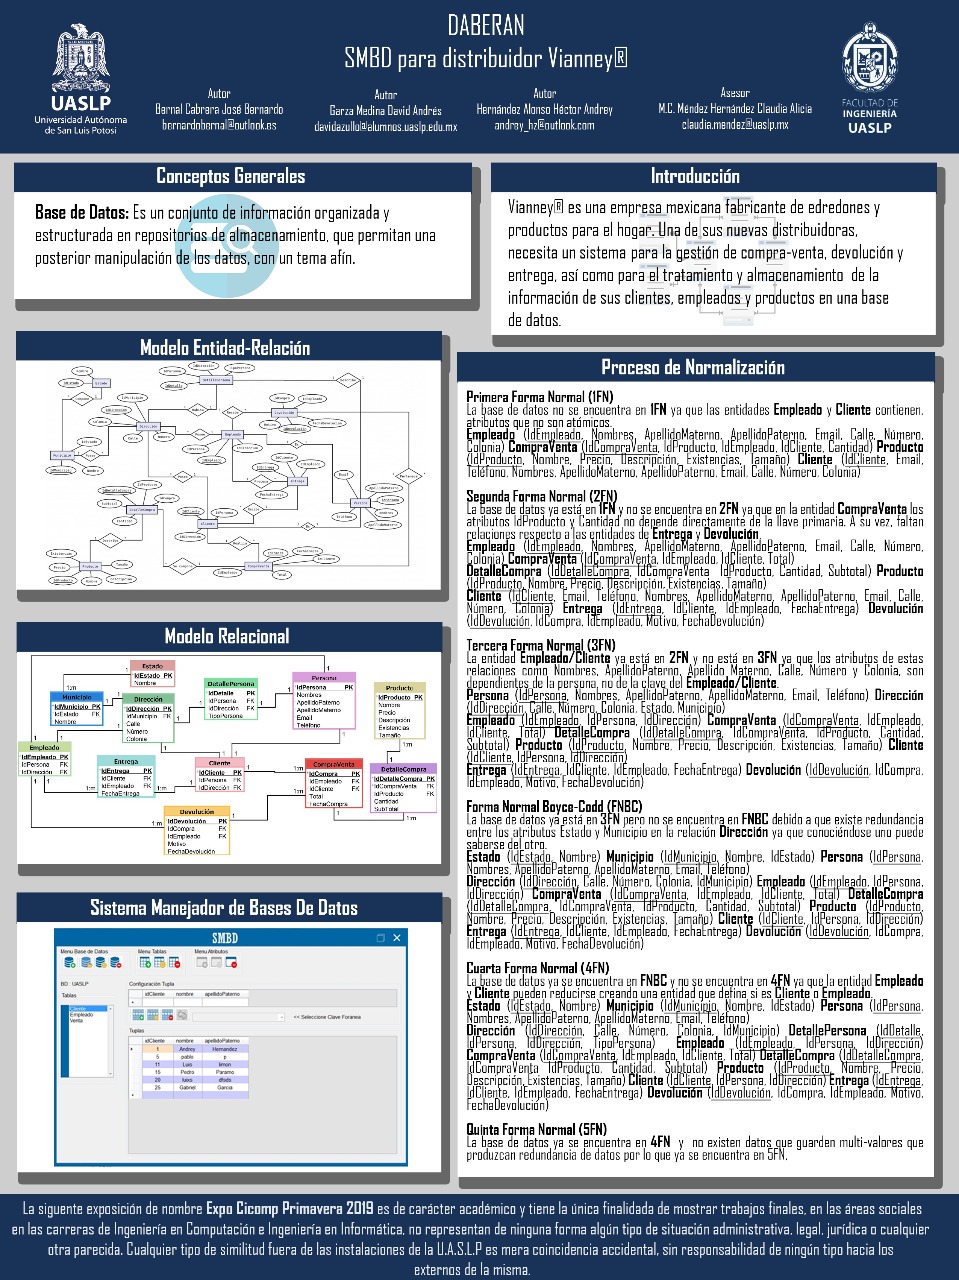 DABERAN
SMBD para distribuidor Vianney®
Autor
Bernal Cabrera José Bernardo
bernardobernal@outlook.es
Autor
Garza Medina David Andrés
davidazull0@alumnos.uaslp.edu.mx
Autor
Hernández Alonso Héctor Andrey
andrey_hz@outlook.com
Asesor
M.C. Méndez Hernández Claudia Alicia
claudia.mendez@uaslp.mx
UASLP
Universidad Autónoma
de San Luis Potosí
FACULTAD DE
INGENIERÍA
UASLP
Conceptos Generales
Base de Datos: Es un conjunto de información organizada y
estructurada en repositorios de almacenamiento, que permitan una
posterior manipulación de los datos, con un tema afín.
Introducción
Vianney® es una empresa mexicana fabricante de edredones y
productos para el hogar. Una de sus nuevas distribuidoras,
necesita un sistema para la gestión de compra-venta, devolución y
entrega, así como para el tratamiento y almacenamiento de la
información de sus clientes, empleados y productos en una base
de datos.
Modelo Entidad-Relación
Modelo Relacional
Estado
IdEstado PK
Nombre
Municipio
IdMunicipio PK
IdEstado FK
Nombre
Dirección
IdDirección PK
IdMunicipio FK
Calle
Número
Colonia
DetallePersona
IdDetalle PK
IdPersona FK
IdDirección FK
TipoPersona
Persona
IdPersona PK
Nombres
ApellidoPaterno
ApellidoMaterno
Email
Teléfono
Producto
IdProducto PK
Nombre
Precio
Descripción
Existencias
Tamaño
Empleado
IdEmpleado PK
IdPersona FK
IdDirección FK
Entrega
IdEntrega PK
IdCliente FK
IdEmpleado FK
FechaEntrega
Cliente
IdCliente PK
IdPersona FK
IdDirección FK
CompraVenta
IdCompra PK
IdEmpleado FK
IdCliente FK
Total
FechaCompra
DetalleCompra
IdDetalleCompra PK
IdCompraVenta FK
IdProducto FK
Cantidad
SubTotal
Devolución
IdDevolución PK
IdCompra FK
IdEmpleado FK
Motivo
FechaDevolución
Sistema Manejador de Bases De Datos
SMBD
Menu Base de Datos
Menu Tablas
Menu Atributos
BD : UASLP
Configuración Tupla
Tablas
Cliente
Empleado
Venta
idCliente nombre apellidoPaterno
<< Seleccione Clave Foranea
Tuplas
idCliente nombre apellidoPaterno
1 Andrey Hernandez
5 pablo p
11 Luis limon
15 Pedro Paramo
20 luixs dfsds
25 Gabriel Garcia
Proceso de Normalización
Primera Forma Normal (1FN)
La base de datos no se encuentra en 1FN ya que las entidades Empleado y Cliente contienen,
atributos que no son atómicos.
Empleado (IdEmpleado, Nombres, ApellidoMaterno, ApellidoPaterno, Email, Calle, Número,
Colonia) CompraVenta (IdCompraVenta, IdProducto, IdEmpleado, IdCliente, Cantidad) Producto
(IdProducto, Nombre, Precio, Descripción, Existencias, Tamaño) Cliente (IdCliente, Email,
Teléfono, Nombres, ApellidoMaterno, ApellidoPaterno, Email, Calle, Número, Colonia)
Segunda Forma Normal (2FN)
La base de datos ya está en 1FN y no se encuentra en 2FN ya que en la entidad CompraVenta los
atributos IdProducto y Cantidad no depende directamente de la llave primaria. A su vez, faltan
relaciones respecto a las entidades de Entrega y Devolución.
Empleado (IdEmpleado, Nombres, ApellidoMaterno, ApellidoPaterno, Email, Calle, Número,
Colonia) CompraVenta (IdCompraVenta, IdEmpleado, IdCliente, Total)
DetalleCompra (IdDetalleCompra, IdCompraVenta IdProducto, Cantidad, Subtotal) Producto
(IdProducto, Nombre, Precio, Descripción, Existencias, Tamaño)
Cliente (IdCliente, Email, Teléfono, Nombres, ApellidoMaterno, ApellidoPaterno, Email, Calle,
Número, Colonia) Entrega (IdEntrega, IdCliente, IdEmpleado, FechaEntrega) Devolución
(IdDevolución, IdCompra, IdEmpleado, Motivo, FechaDevolución)
Tercera Forma Normal (3FN)
La entidad Empleado/Cliente ya está en 2FN y no está en 3FN ya que los atributos de estas
relaciones como Nombres, ApellidoPaterno, Apellido Materno, Calle, Número y Colonia, son
dependientes de la persona, no de la clave del Empleado/Cliente.
Persona (IdPersona, Nombres, ApellidoPaterno, ApellidoMaterno, Email, Teléfono) Dirección
(IdDirección, Calle, Número, Colonia, Estado, Municipio)
Empleado (IdEmpleado, IdPersona, IdDirección) CompraVenta (IdCompraVenta, IdEmpleado,
IdCliente, Total) DetalleCompra (IdDetalleCompra, IdCompraVenta, IdProducto, Cantidad,
Subtotal) Producto (IdProducto, Nombre, Precio, Descripción, Existencias, Tamaño) Cliente
(IdCliente, IdPersona, IdDirección)
Entrega (IdEntrega, IdCliente, IdEmpleado, FechaEntrega) Devolución (IdDevolución, IdCompra,
IdEmpleado, Motivo, FechaDevolución)
Forma Normal Boyce-Codd (FNBC)
La base de datos ya está en 3FN pero no se encuentra en FNBC debido a que existe redundancia
entre los atributos Estado y Municipio en la relación Dirección ya que conociéndose uno puede
saberse del otro.
Estado (IdEstado, Nombre) Municipio (IdMunicipio, Nombre, IdEstado) Persona (IdPersona,
Nombres, ApellidoPaterno, ApellidoMaterno, Email, Teléfono)
Dirección (IdDirección, Calle, Número, Colonia, IdMunicipio) Empleado (IdEmpleado, IdPersona,
IdDirección) CompraVenta (IdCompraVenta, IdEmpleado, IdCliente, Total) DetalleCompra
(IdDetalleCompra, IdCompraVenta, IdProducto, Cantidad, Subtotal) Producto (IdProducto,
Nombre, Precio, Descripción, Existencias, Tamaño) Cliente (IdCliente, IdPersona, IdDirección)
Entrega (IdEntrega, IdCliente, IdEmpleado, FechaEntrega) Devolución (IdDevolución, IdCompra,
IdEmpleado, Motivo, FechaDevolución)
Cuarta Forma Normal (4FN)
La base de datos ya se encuentra en FNBC y no se encuentra en 4FN ya que la entidad Empleado
y Cliente pueden reducirse creando una entidad que defina si es Cliente o Empleado.
Estado (IdEstado, Nombre) Municipio (IdMunicipio, Nombre, IdEstado) Persona (IdPersona,
Nombres, ApellidoPaterno, ApellidoMaterno, Email, Teléfono)
Dirección (IdDirección, Calle, Número, Colonia, IdMunicipio) DetallePersona (IdDetalle,
IdPersona, IdDirección, TipoPersona) Empleado (IdEmpleado, IdPersona, IdDirección)
CompraVenta (IdCompraVenta, IdEmpleado, IdCliente, Total) DetalleCompra (IdDetalleCompra,
IdCompraVenta IdProducto, Cantidad, Subtotal) Producto (IdProducto, Nombre, Precio,
Descripción, Existencias, Tamaño) Cliente (IdCliente, IdPersona, IdDirección) Entrega (IdEntrega,
IdCliente, IdEmpleado, FechaEntrega) Devolución (IdDevolución, IdCompra, IdEmpleado, Motivo,
FechaDevolución)
Quinta Forma Normal (5FN)
La base de datos ya se encuentra en 4FN y no existen datos que guarden multi-valores que
produzcan redundancia de datos por lo que ya se encuentra en 5FN.
La siguente exposición de nombre Expo Cicomp Primavera 2019 es de carácter académico y tiene la única finalidada de mostrar trabajos finales, en las áreas sociales
en las carreras de Ingeniería en Computación e Ingeniería en Informática, no representan de ninguna forma algún tipo de situación administrativa, legal, jurídica o cualquier
otra parecida. Cualquier tipo de similitud fuera de las instalaciones de la U.A.S.L.P es mera coincidencia accidental, sin responsabilidad de ningún tipo hacia los
externos de la misma.